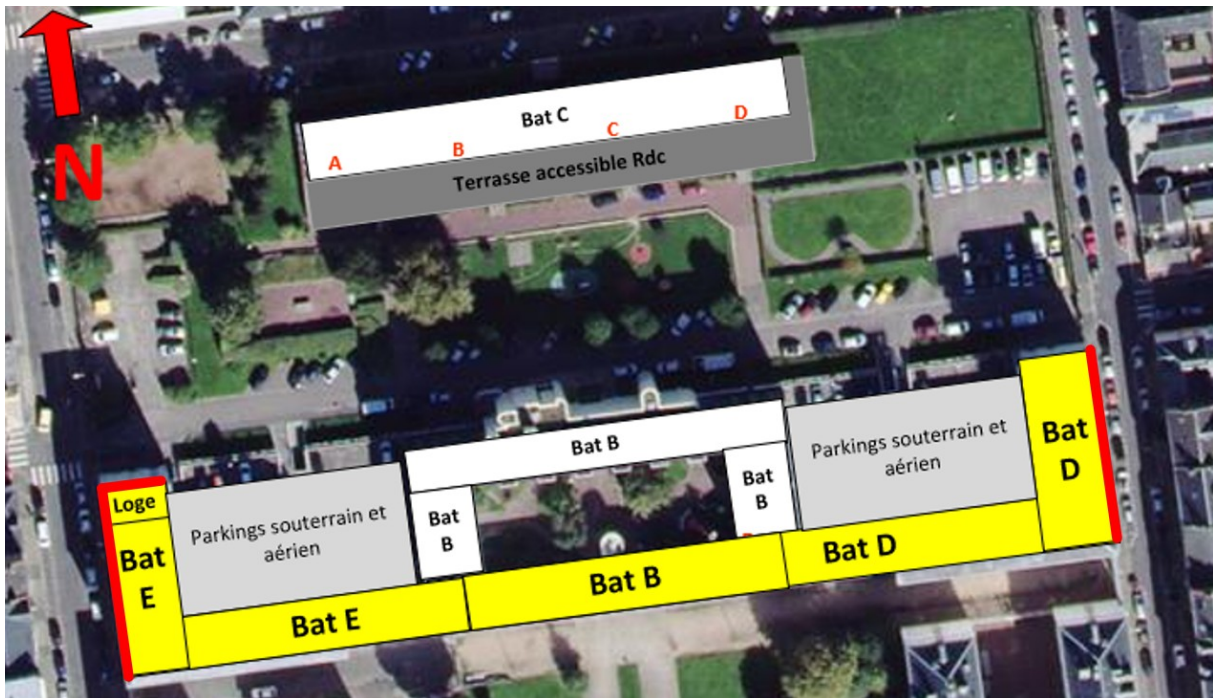 N
Bat C
A
B
C
D
Terrasse accessible Rdc
Bat B
Parkings souterrain et
aérien
Bat
D
Loge
Parkings souterrain et
aérien
Bat
B
Bat
B
Bat
E
Bat E
Bat B
Bat D